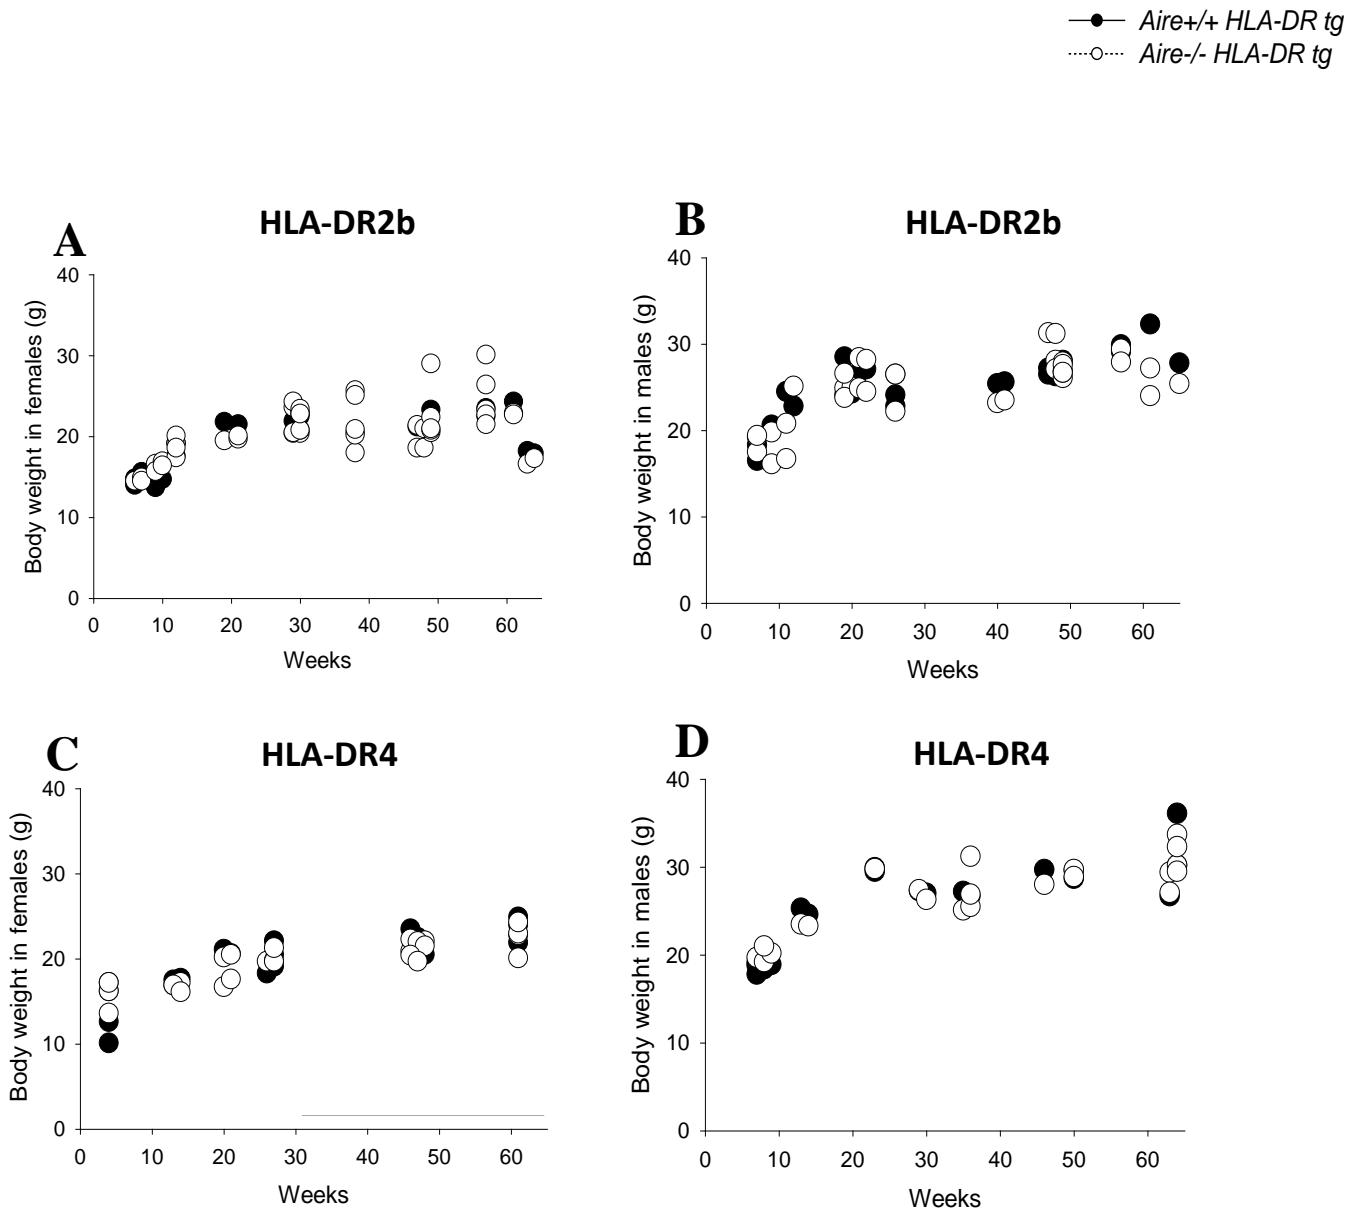 Aire+/+ HLA-DR tg
Aire-/- HLA-DR tg
A
HLA-DR2b
40
30
20
10
0
0 10 20 30 40 50 60
Body weight in females (g)
Weeks
B
HLA-DR2b
40
30
20
10
0
0 10 20 30 40 50 60
Body weight in males (g)
Weeks
C
HLA-DR4
40
30
20
10
0
0 10 20 30 40 50 60
Body weight in females (g)
Weeks
D
HLA-DR4
40
30
20
10
0
0 10 20 30 40 50 60
Body weight in males (g)
Weeks